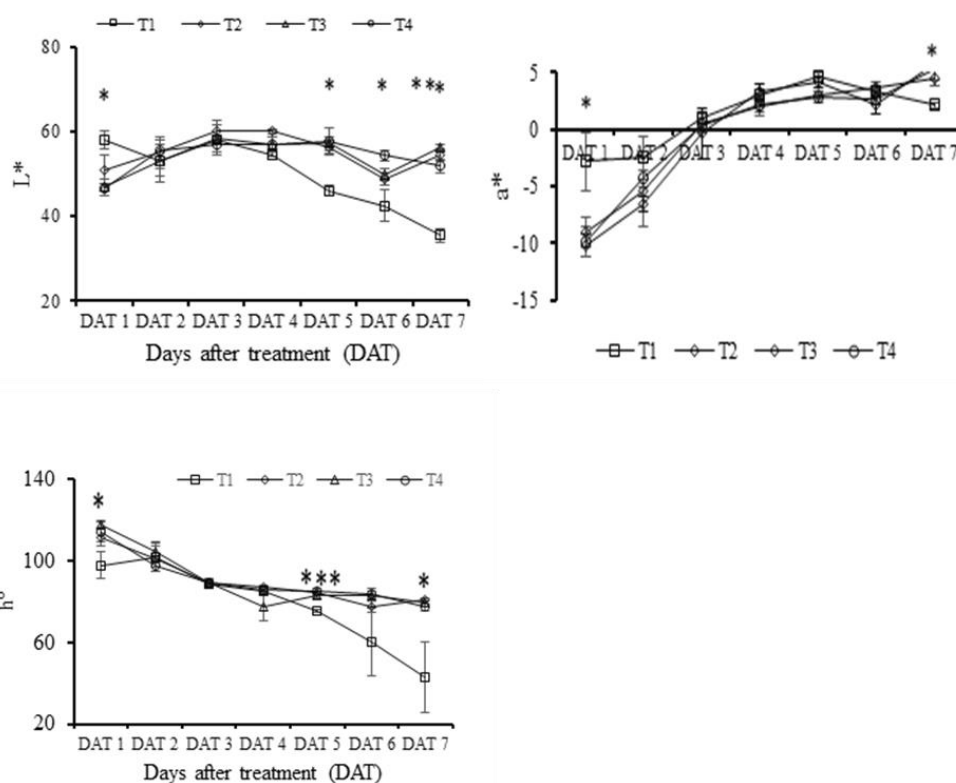 T1 T2 T3 T4
80
*
*
*
***
60
L*
40
20
DAT 1 DAT 2 DAT 3 DAT 4 DAT 5 DAT 6 DAT 7
Days after treatment (DAT)
*
5
*
0
DAT 1 DAT 2 DAT 3 DAT 4 DAT 5 DAT 6 DAT 7
a*
-5
-10
-15
T1 T2 T3 T4
140
T1 T2 T3 T4
*
100
***
*
h°
60
20
DAT 1 DAT 2 DAT 3 DAT 4 DAT 5 DAT 6 DAT 7
Days after treatment (DAT)